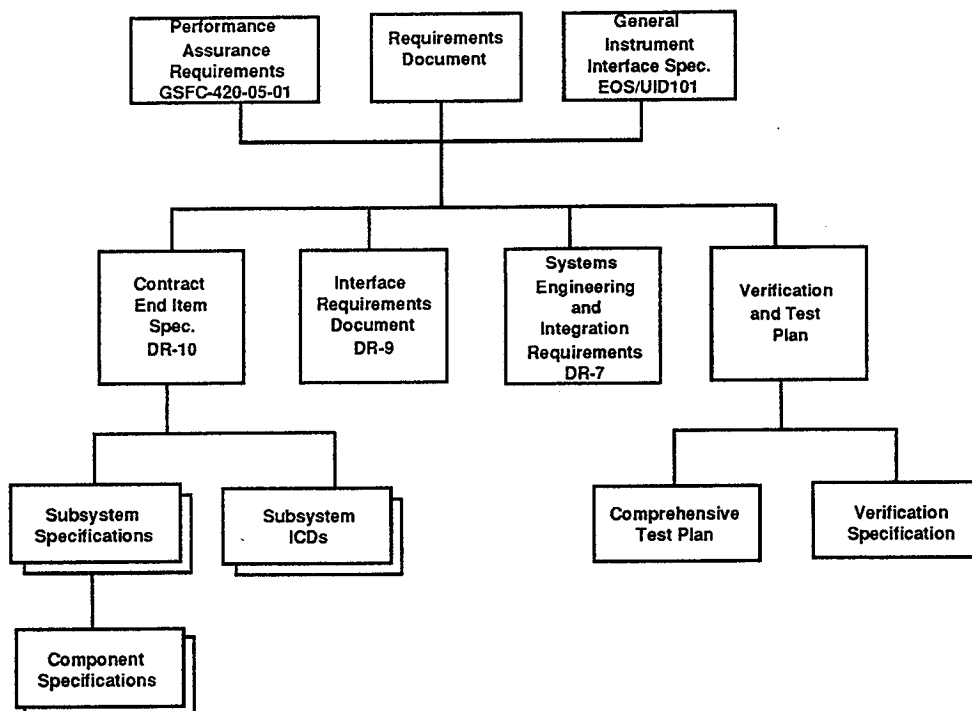 Performance
Assurance
Requirements
GSFC-420-05-01
Requirements
Document
General
Instrument
Interface Spec.
EOS/UID101
Contract
End Item
Spec.
DR-10
Interface
Requirements
Document
DR-9
Systems
Engineering
and
Integration
Requirements
DR-7
Verification
and Test
Plan
Subsystem
Specifications
Subsystem
ICDs
Comprehensive
Test Plan
Verification
Specification
Component
Specifications